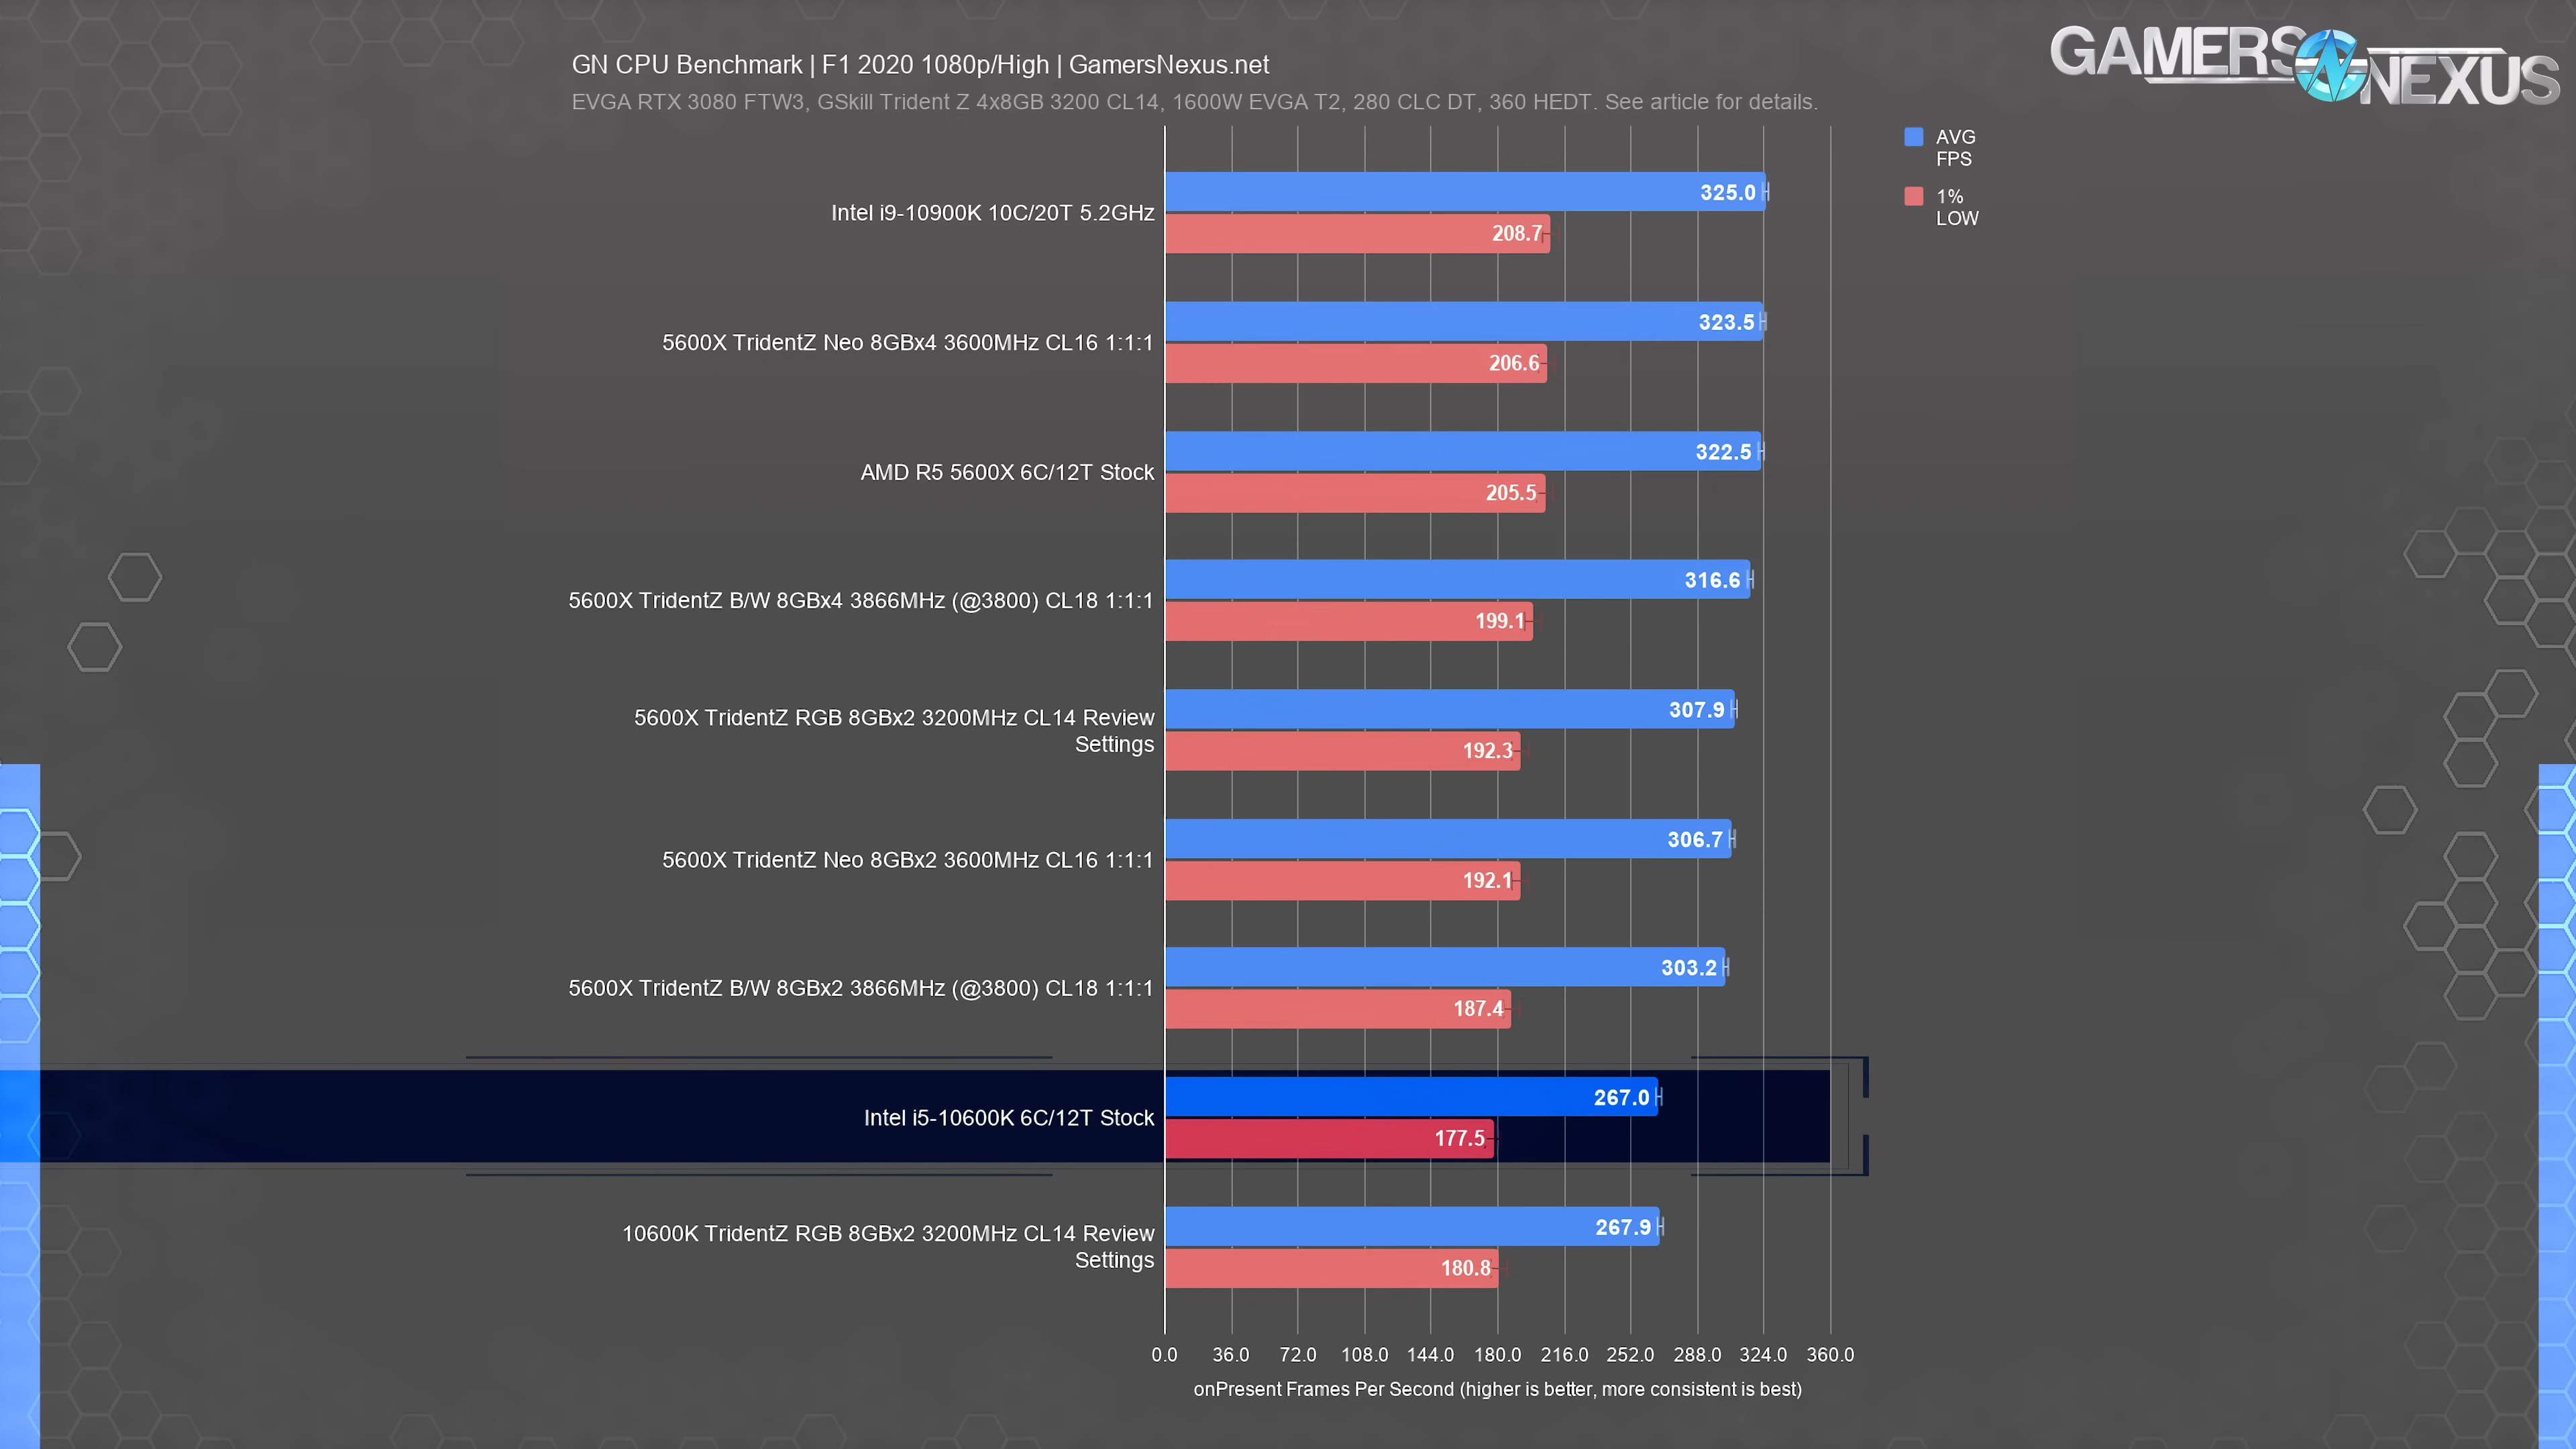 GN CPU Benchmark | F1 2020 1080p/High | GamersNexus.net
EVGA RTX 3080 FTW3, GSkill Trident Z 4x8GB 3200 CL14, 1600W EVGA T2, 280 CLC DT, 360 HEDT. See article for details.
GAMERS NEXUS
AVG
FPS
1%
LOW
Intel i9-10900K 10C/20T 5.2GHz
325.0
208.7
5600X TridentZ Neo 8GBx4 3600MHz CL16 1:1:1
323.5
206.6
AMD R5 5600X 6C/12T Stock
322.5
205.5
5600X TridentZ B/W 8GBx4 3866MHz (@3800) CL18 1:1:1
316.6
199.1
5600X TridentZ RGB 8GBx2 3200MHz CL14 Review
Settings
307.9
192.3
5600X TridentZ Neo 8GBx2 3600MHz CL16 1:1:1
306.7
192.1
5600X TridentZ B/W 8GBx2 3866MHz (@3800) CL18 1:1:1
303.2
187.4
Intel i5-10600K 6C/12T Stock
267.0
177.5
10600K TridentZ RGB 8GBx2 3200MHz CL14 Review
Settings
267.9
180.8
0.0 36.0 72.0 108.0 144.0 180.0 216.0 252.0 288.0 324.0 360.0
onPresent Frames Per Second (higher is better, more consistent is best)